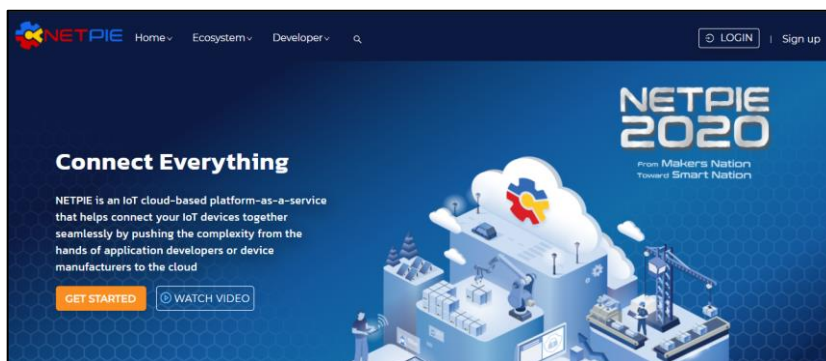 NETPIE Home Ecosystem Developer LOGIN | Sign up
NETPIE
2020
From Makers Nation
Toward Smart Nation
Connect Everything
NETPIE is an IoT cloud-based platform-as-a-service
that helps connect your IoT devices together
seamlessly by pushing the complexity from the
hands of application developers or device
manufacturers to the cloud
GET STARTED WATCH VIDEO